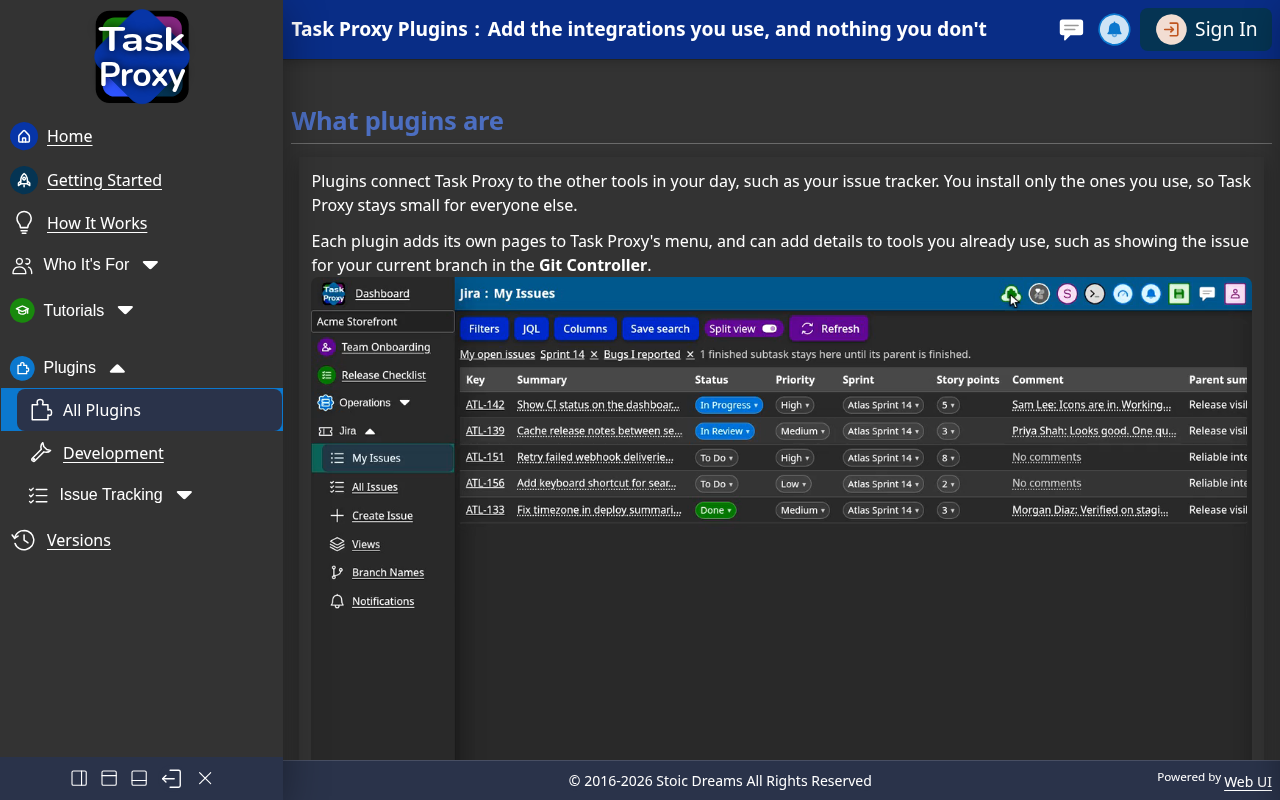 Task Proxy
Home
Getting Started
How It Works
Who It's For
Tutorials
Plugins
All Plugins
Development
Issue Tracking
Versions
Task Proxy Plugins : Add the integrations you use, and nothing you don't
Sign In
What plugins are
Plugins connect Task Proxy to the other tools in your day, such as your issue tracker. You install only the ones you use, so Task
Proxy stays small for everyone else.
Each plugin adds its own pages to Task Proxy's menu, and can add details to tools you already use, such as showing the issue
for your current branch in the Git Controller.
Task Proxy
Dashboard
Acme Storefront
Team Onboarding
Release Checklist
Operations
Jira
My Issues
All Issues
Create Issue
Views
Branch Names
Notifications
Jira : My Issues
S
Filters JQL Columns Save search Split view Refresh
My open issues Sprint 14 × Bugs I reported × 1 finished subtask stays here until its parent is finished.
Key Summary Status Priority Sprint Story points Comment Parent sum
ATL-142 Show CI status on the dashboar... In Progress High Atlas Sprint 14 5 Sam Lee: Icons are in. Working... Release visil
ATL-139 Cache release notes between se... In Review Medium Atlas Sprint 14 3 Priya Shah: Looks good. One qu... Release visil
ATL-151 Retry failed webhook deliverie... To Do High Atlas Sprint 14 8 No comments Reliable inte
ATL-156 Add keyboard shortcut for sear... To Do Low Atlas Sprint 14 2 No comments Reliable inte
ATL-133 Fix timezone in deploy summari... Done Medium Atlas Sprint 14 3 Morgan Diaz: Verified on stagi... Release visil
© 2016-2026 Stoic Dreams All Rights Reserved
Powered by Web UI